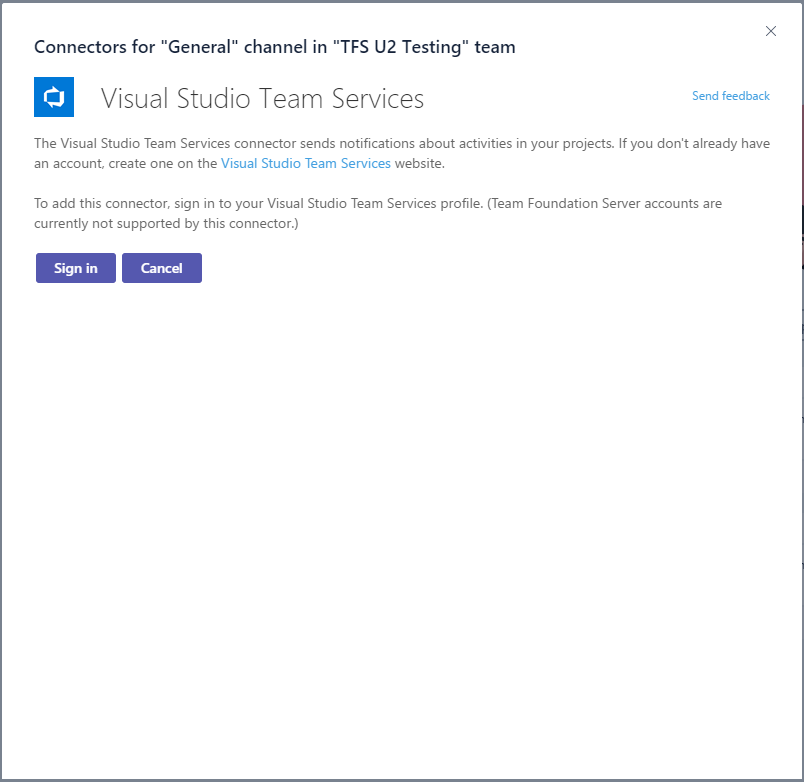 Connectors for "General" channel in "TFS U2 Testing" team
Visual Studio Team Services
Send feedback
The Visual Studio Team Services connector sends notifications about activities in your projects. If you don't already have
an account, create one on the Visual Studio Team Services website.
To add this connector, sign in to your Visual Studio Team Services profile. (Team Foundation Server accounts are
currently not supported by this connector.)
Sign in
Cancel